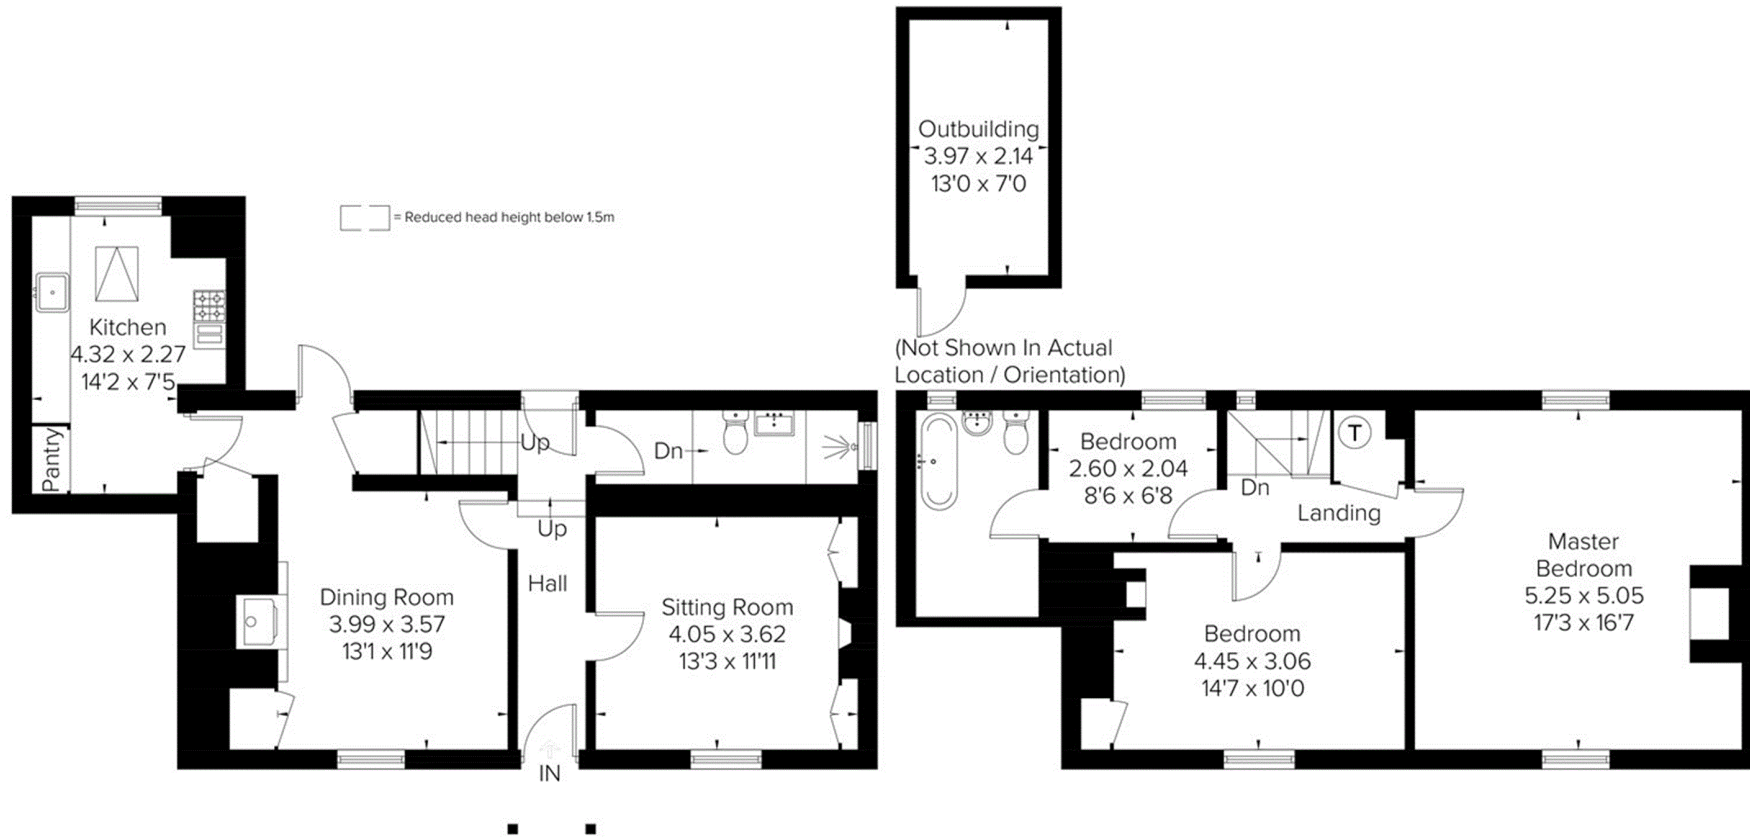 Outbuilding
3.97 x 2.14
13'0 x 7'0
(Not Shown In Actual
Location / Orientation)
= Reduced head height below 1.5m
Kitchen
4.32 x 2.27
14'2 x 7'5
Pantry
Up
Dn
Up
Hall
Dining Room
3.99 x 3.57
13'1 x 11'9
Sitting Room
4.05 x 3.62
13'3 x 11'11
IN
Bedroom
2.60 x 2.04
8'6 x 6'8
T
Dn
Landing
Master
Bedroom
5.25 x 5.05
17'3 x 16'7
Bedroom
4.45 x 3.06
14'7 x 10'0